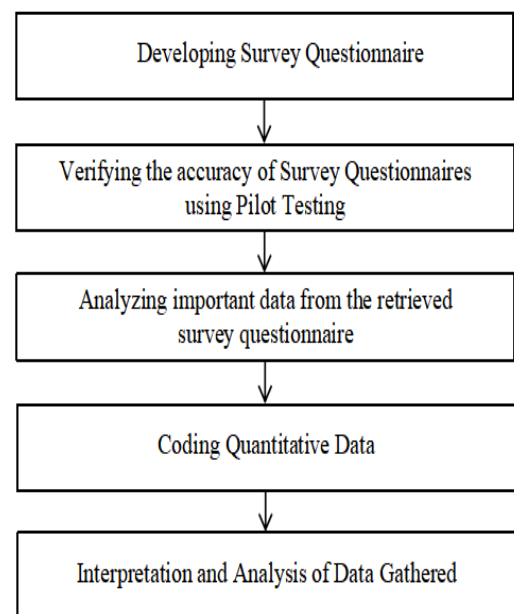 Developing Survey Questionnaire
Verifying the accuracy of Survey Questionnaires
using Pilot Testing
Analyzing important data from the retrieved
survey questionnaire
Coding Quantitative Data
Interpretation and Analysis of Data Gathered